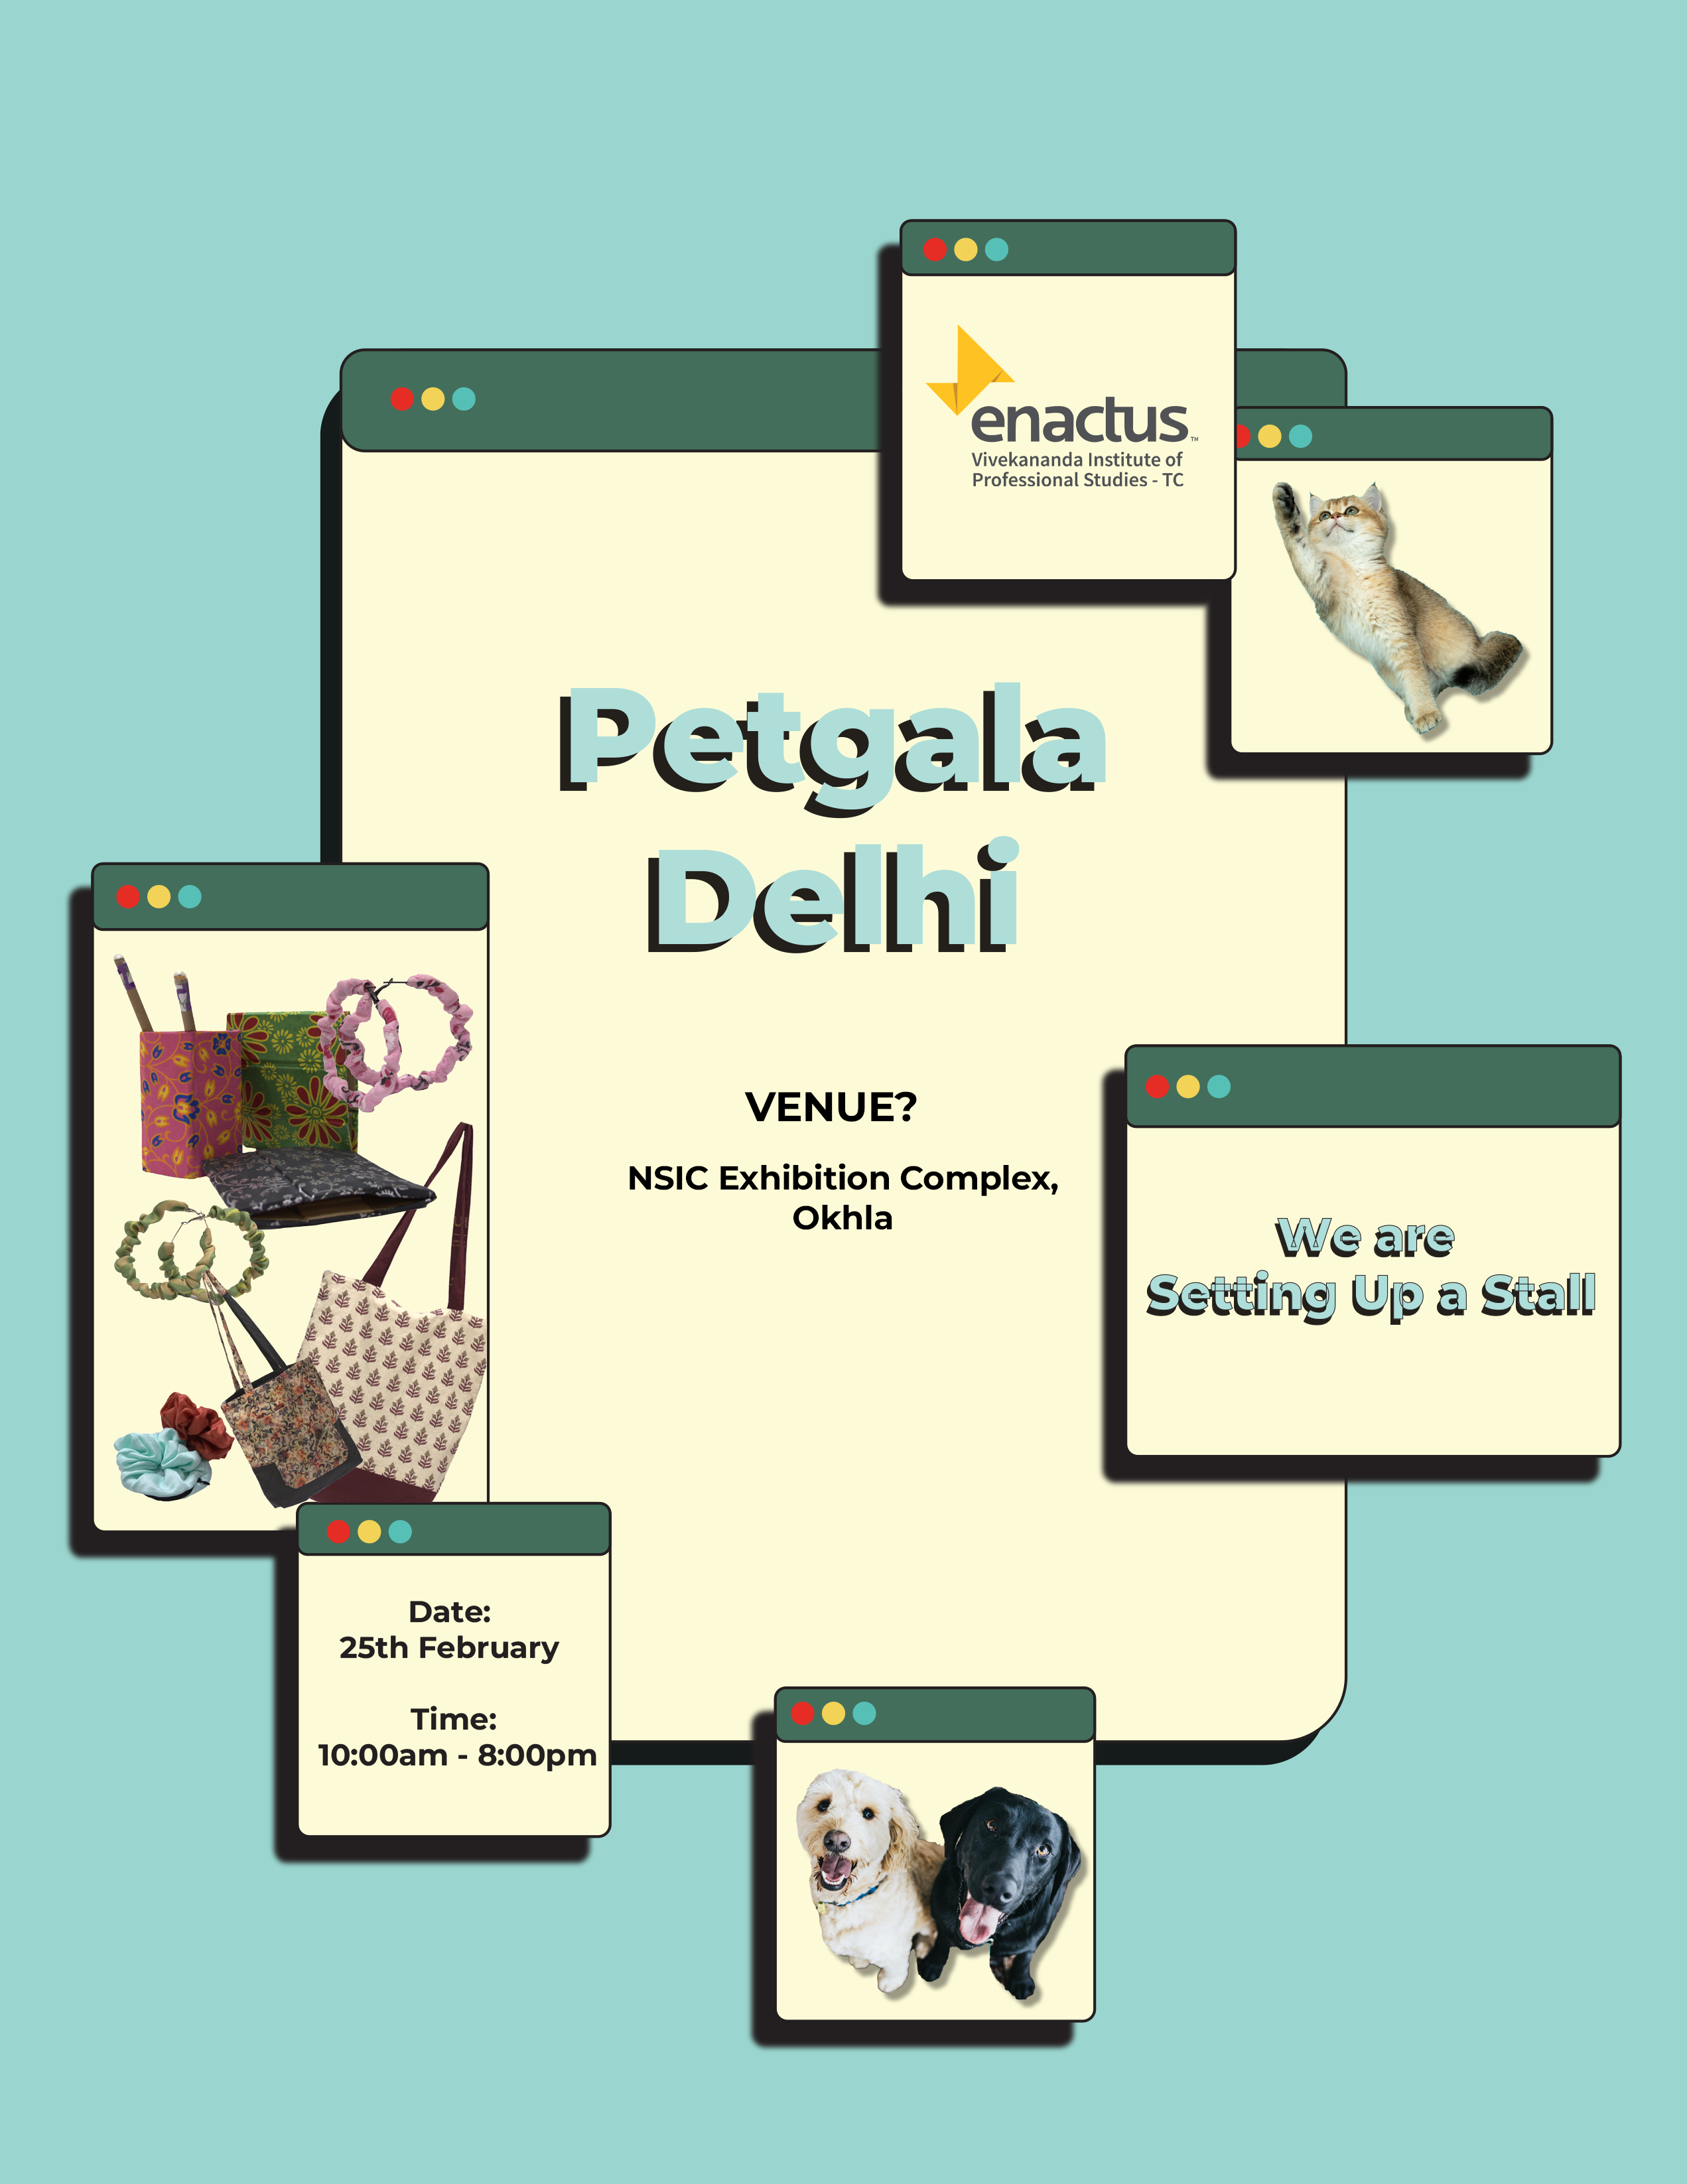 enactus™
Vivekananda Institute of
Professional Studies - TC
Petgala
Delhi
VENUE?
NSIC Exhibition Complex,
Okhla
We are
Setting Up a Stall
Date:
25th February
Time:
10:00am - 8:00pm